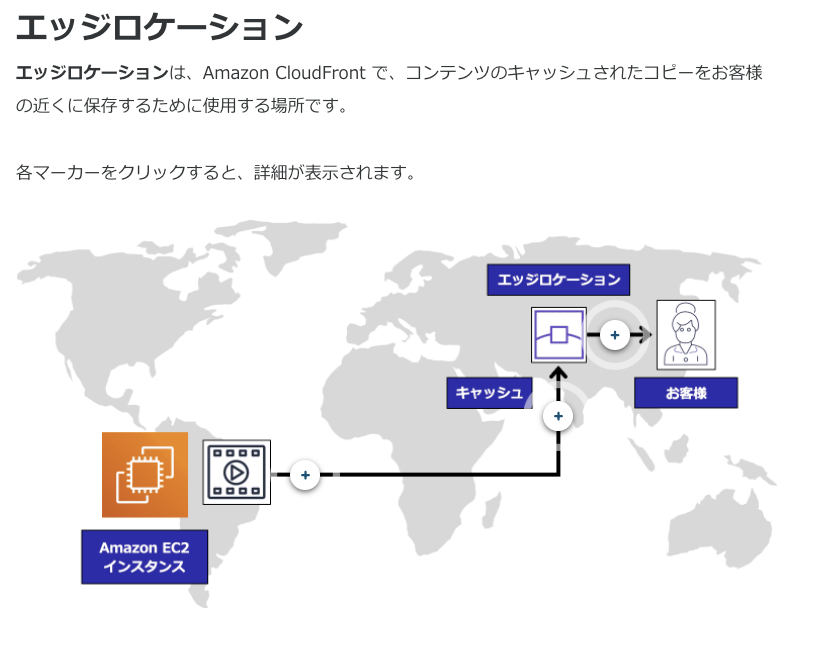 エッジロケーション
エッジロケーションは、Amazon CloudFront で、コンテンツのキャッシュされたコピーをお客様
の近くに保存するために使用する場所です。
各マーカーをクリックすると、詳細が表示されます。
エッジロケーション
キャッシュ
お客様
Amazon EC2
インスタンス